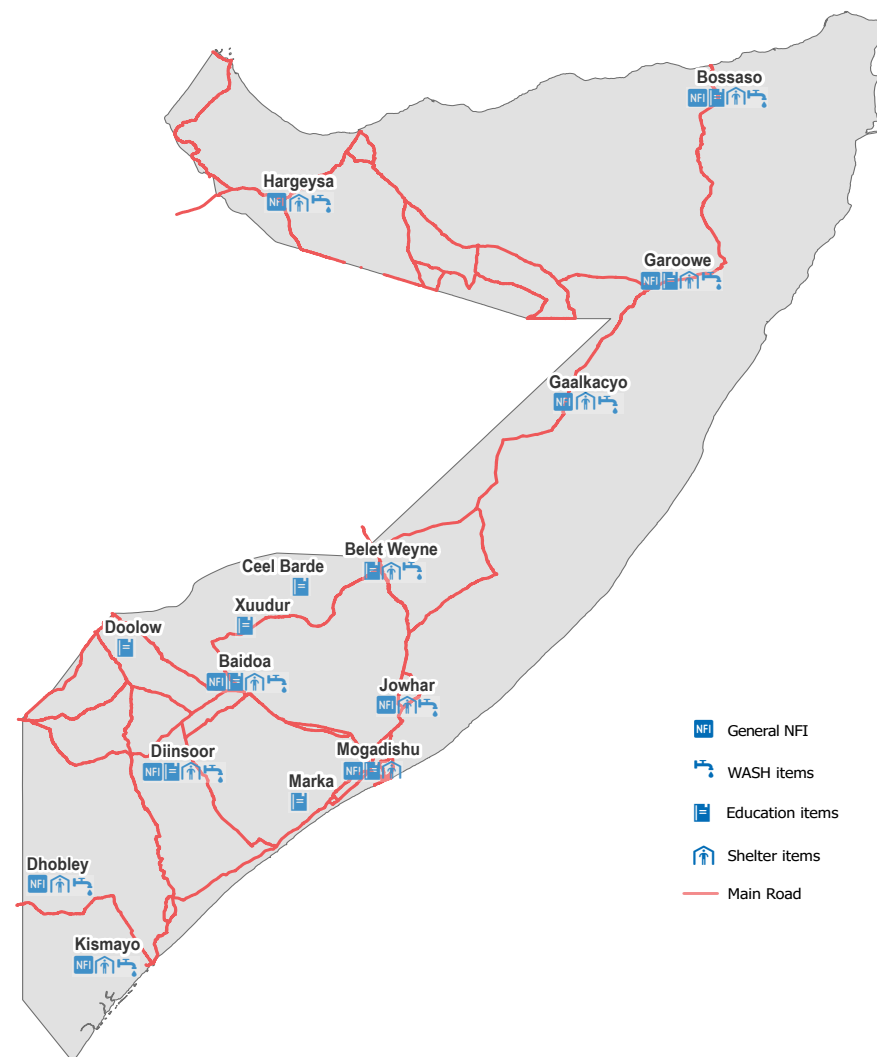 Bossaso
NFI
Hargeysa
NFI
Garoowe
NFI
Gaalkacyo
NFI
Belet Weyne
Ceel Barde
Xuudur
Doolow
Baidoa
NFI
Jowhar
NFI
NFI General NFI
Mogadishu
NFI
Diinsoor
NFI
WASH items
Marka
Education items
Shelter items
Dhobley
NFI
Main Road
Kismayo
NFI